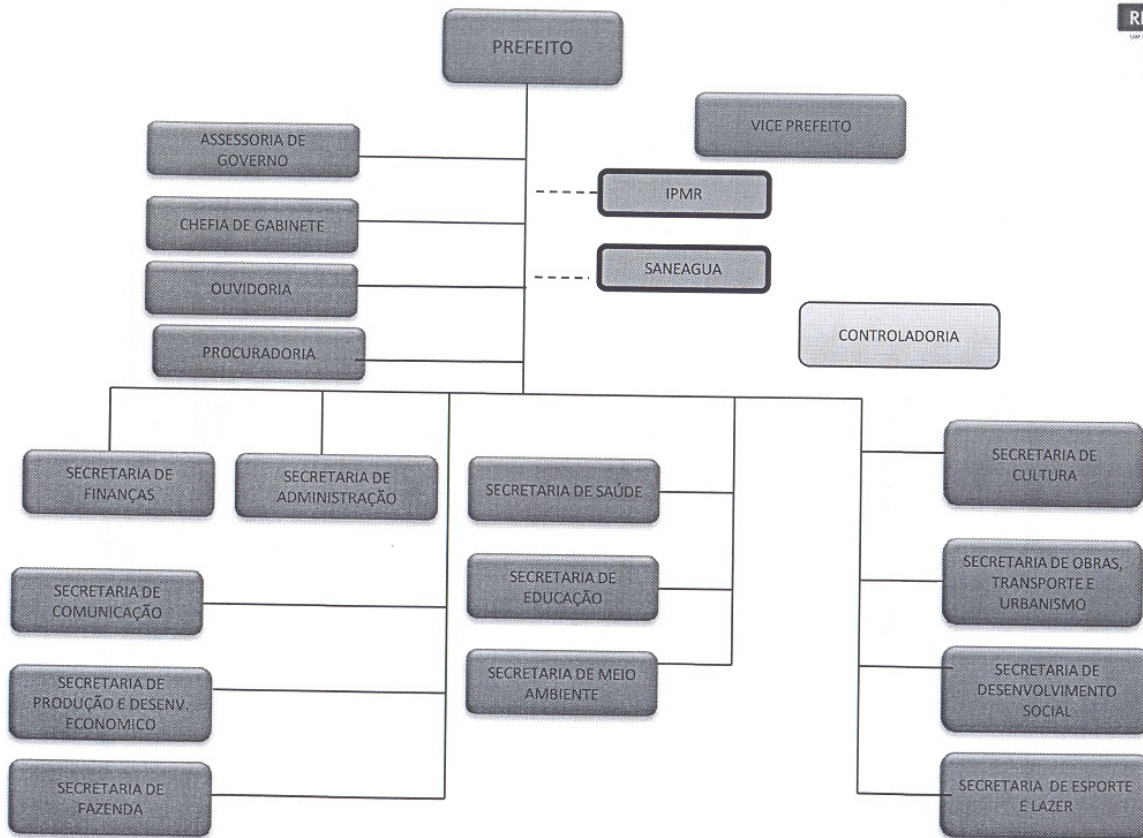 PREFEITO
VICE PREFEITO
ASSESSORIA DE
GOVERNO
IPMR
CHEFIA DE GABINETE
SANEAGUA
OUVIDORIA
CONTROLADORIA
PROCURADORIA
SECRETARIA DE
FINANÇAS
SECRETARIA DE
ADMINISTRAÇÃO
SECRETARIA DE
COMUNICAÇÃO
SECRETARIA DE
PRODUÇÃO E DESENV.
ECONOMICO
SECRETARIA DE
FAZENDA
SECRETARIA DE SAÚDE
SECRETARIA DE
EDUCAÇÃO
SECRETARIA DE MEIO
AMBIENTE
SECRETARIA DE
CULTURA
SECRETARIA DE OBRAS,
TRANSPORTE E
URBANISMO
SECRETARIA DE
DESENVOLVIMENTO
SOCIAL
SECRETARIA DE ESPORTE
E LAZER